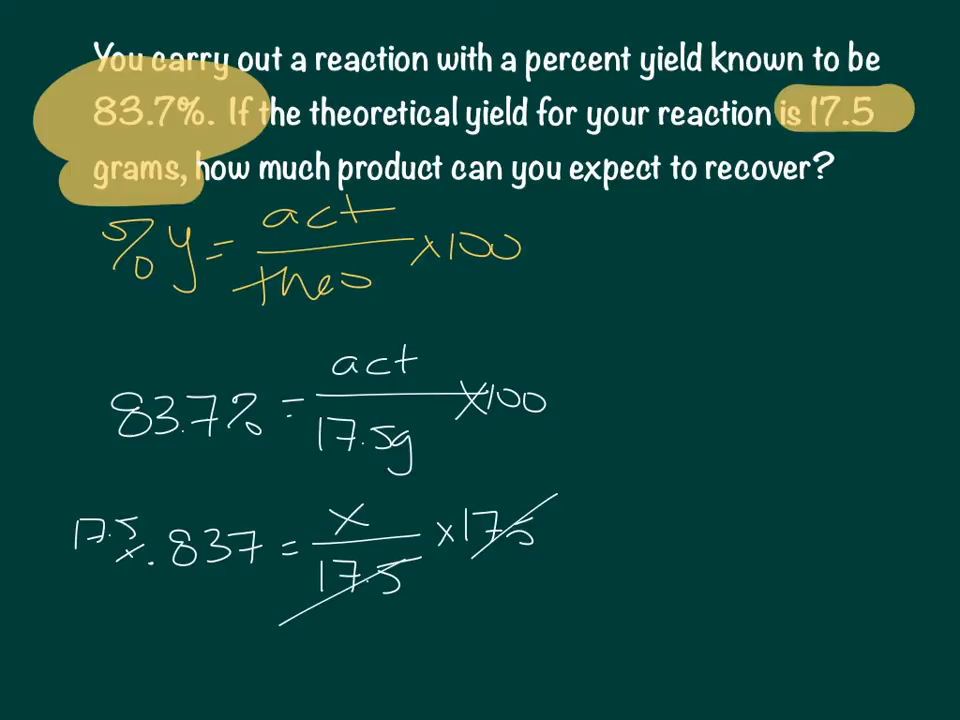 You carry out a reaction with a percent yield known to be
83.7%. If the theoretical yield for your reaction is 17.5
grams, how much product can you expect to recover?
%y = act/theo x100
83.7% = act/17.5g x100
17.5 x .837 = x/17.5 x 17.5